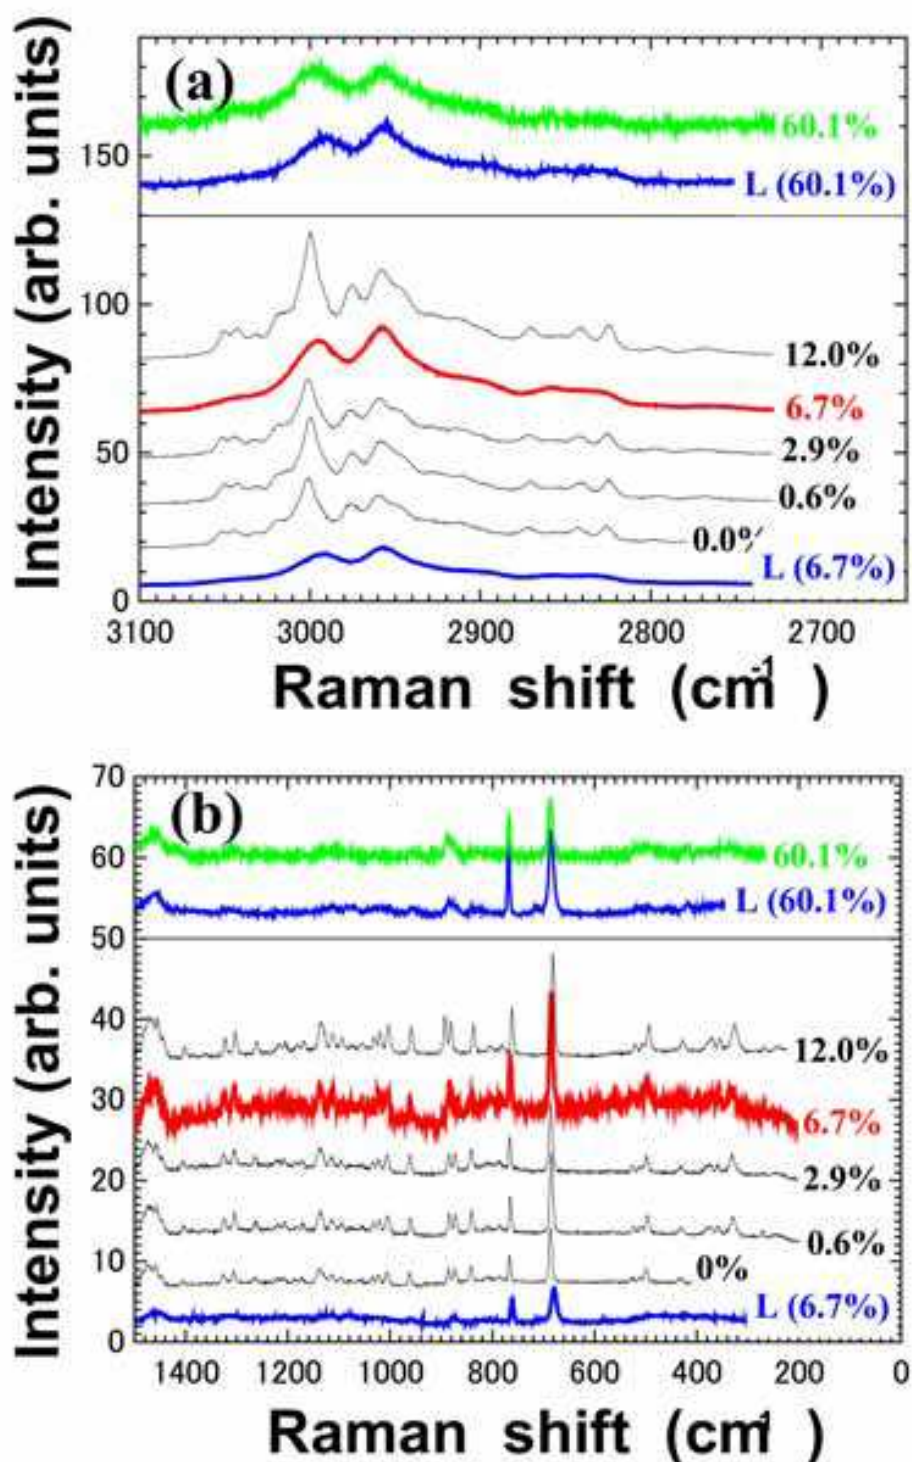 (a)
Intensity (arb. units)
150
100
50
0
60.1%
L (60.1%)
12.0%
6.7%
2.9%
0.6%
0.0%
L (6.7%)
3100 3000 2900 2800 2700
Raman shift (cm-1)
(b)
Intensity (arb. units)
70
60
50
40
30
20
10
0
60.1%
L (60.1%)
12.0%
6.7%
2.9%
0.6%
0%
L (6.7%)
1400 1200 1000 800 600 400 200 0
Raman shift (cm-1)